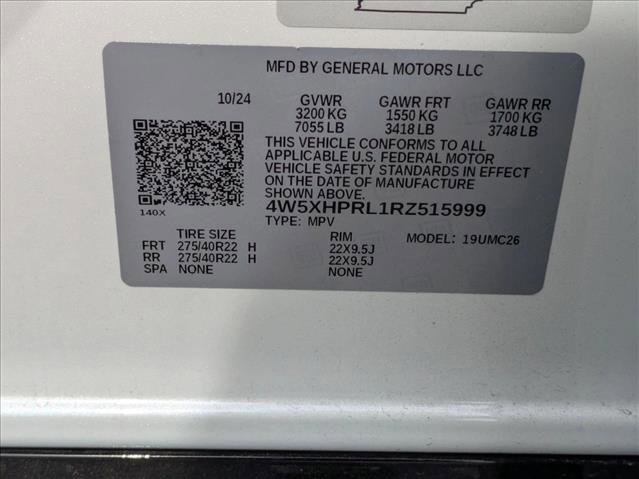 MFD BY GENERAL MOTORS LLC
10/24 GVWR GAWR FRT GAWR RR
3200 KG 1550 KG 1700 KG
7055 LB 3418 LB 3748 LB
THIS VEHICLE CONFORMS TO ALL
APPLICABLE U.S. FEDERAL MOTOR
VEHICLE SAFETY STANDARDS IN EFFECT
ON THE DATE OF MANUFACTURE
SHOWN ABOVE.
4W5XHPRL1RZ515999
140X
TYPE: MPV
TIRE SIZE RIM MODEL: 19UMC26
FRT 275/40R22 H 22X9.5J
RR 275/40R22 H 22X9.5J
SPA NONE NONE